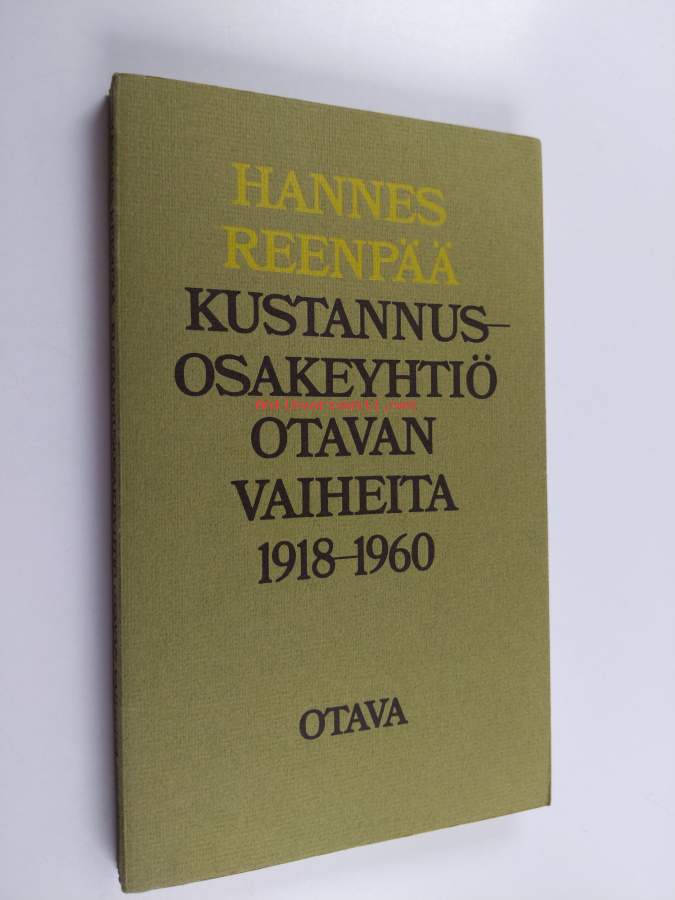 HANNES
REENPÄÄ
KUSTANNUS-
OSAKEYHTIÖ
OTAVAN
VAIHEITA
1918-1960
OTAVA